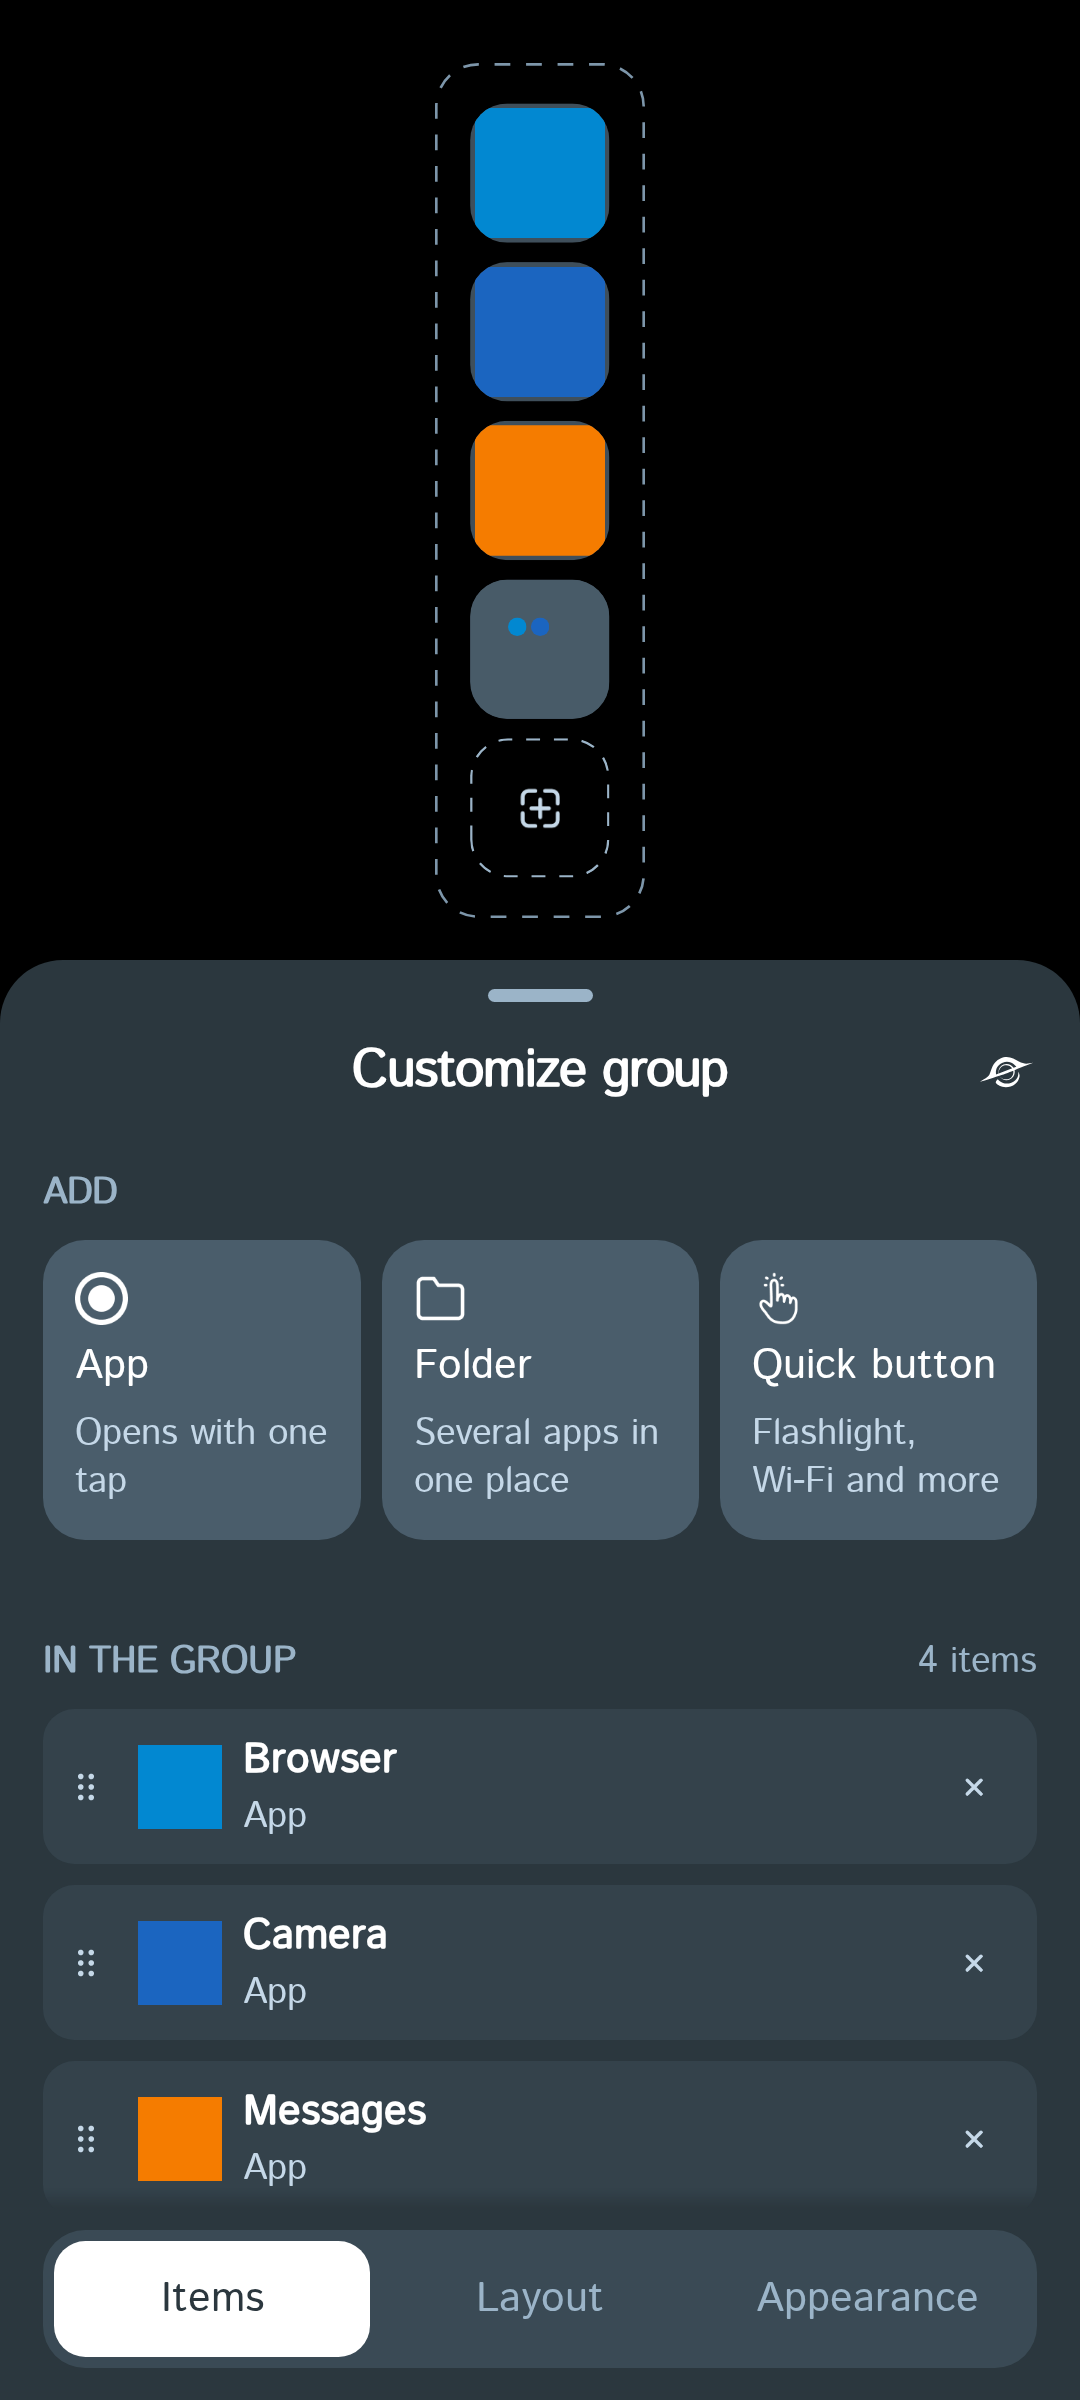 Customize group
ADD
App
Opens with one
tap
Folder
Several apps in
one place
Quick button
Flashlight,
Wi-Fi and more
IN THE GROUP
4 items
Browser
App
Camera
App
Messages
App
Items
Layout
Appearance